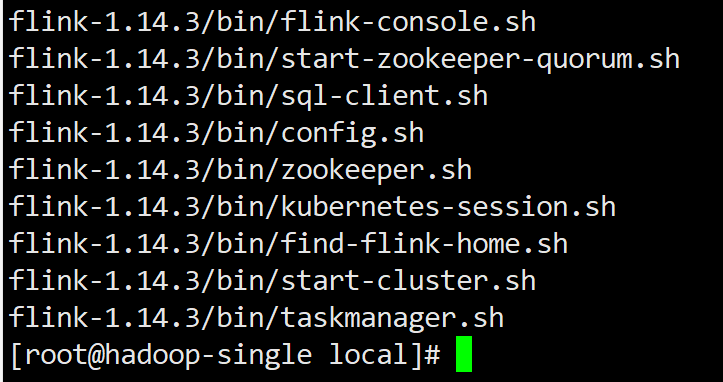 flink-1.14.3/bin/flink-console.sh
flink-1.14.3/bin/start-zookeeper-quorum.sh
flink-1.14.3/bin/sql-client.sh
flink-1.14.3/bin/config.sh
flink-1.14.3/bin/zookeeper.sh
flink-1.14.3/bin/kubernetes-session.sh
flink-1.14.3/bin/find-flink-home.sh
flink-1.14.3/bin/start-cluster.sh
flink-1.14.3/bin/taskmanager.sh
[root@hadoop-single local]#